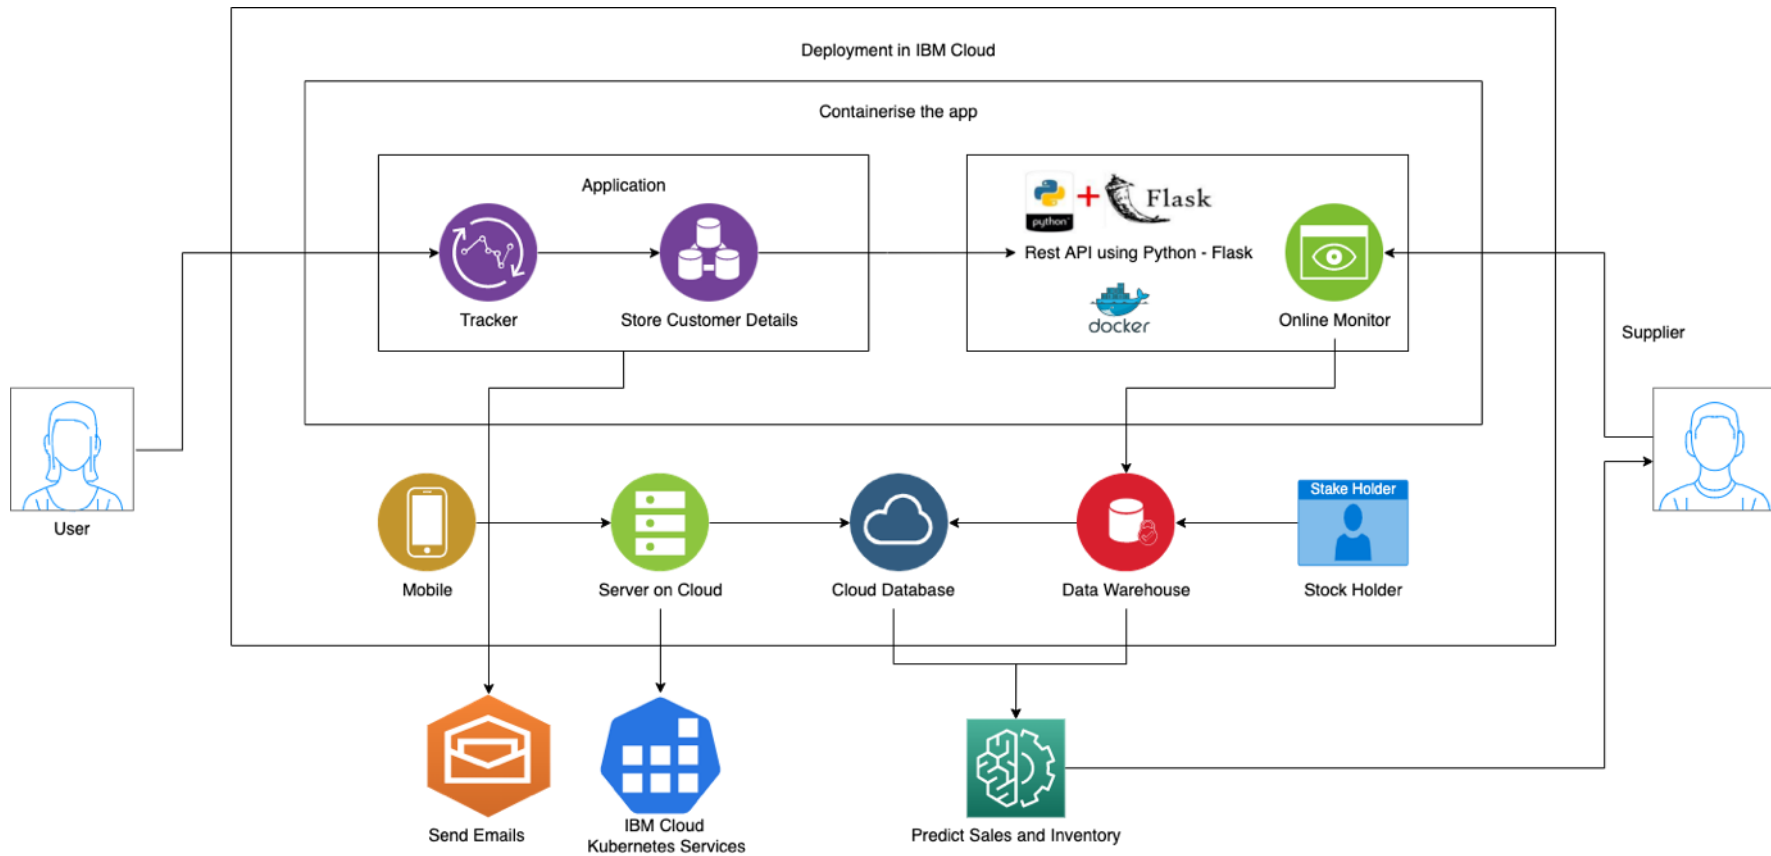 Deployment in IBM Cloud
Containerise the app
Application
python
+
Flask
Rest API using Python - Flask
docker
Tracker
Store Customer Details
Online Monitor
Supplier
User
Stake Holder
Mobile
Server on Cloud
Cloud Database
Data Warehouse
Stock Holder
Send Emails
IBM Cloud
Kubernetes Services
Predict Sales and Inventory